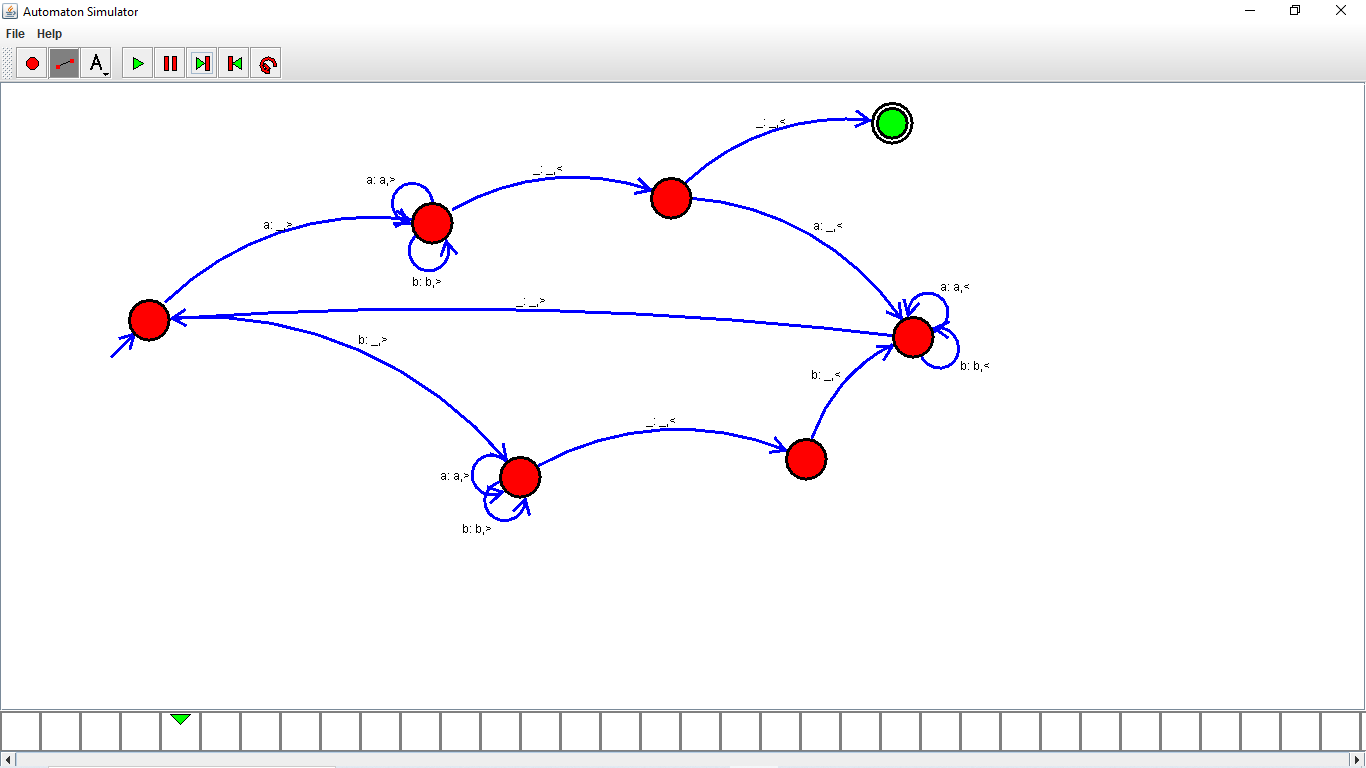 Automaton Simulator
File Help
A
_: _,<
a: a,>
_: _,<
a: _,>
a: _,<
b: b,>
a: a,<
_: _,>
b: _,>
b: b,<
b: _,<
_: _,<
a: a,>
b: b,>